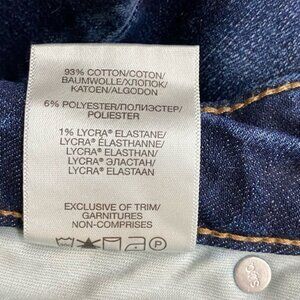 93% COTTON/COTON/
BAUMWOLLE/ХЛОПОК/
KATOEN/ALGODON
6% POLYESTER/ПОЛИЭСТЕР/
POLIESTER
1% LYCRA® ELASTANE/
LYCRA® ÉLASTHANNE/
LYCRA® ELASTHAN/
LYCRA® ЭЛАСТАН/
LYCRA® ELASTAAN
EXCLUSIVE OF TRIM/
GARNITURES
NON-COMPRISES